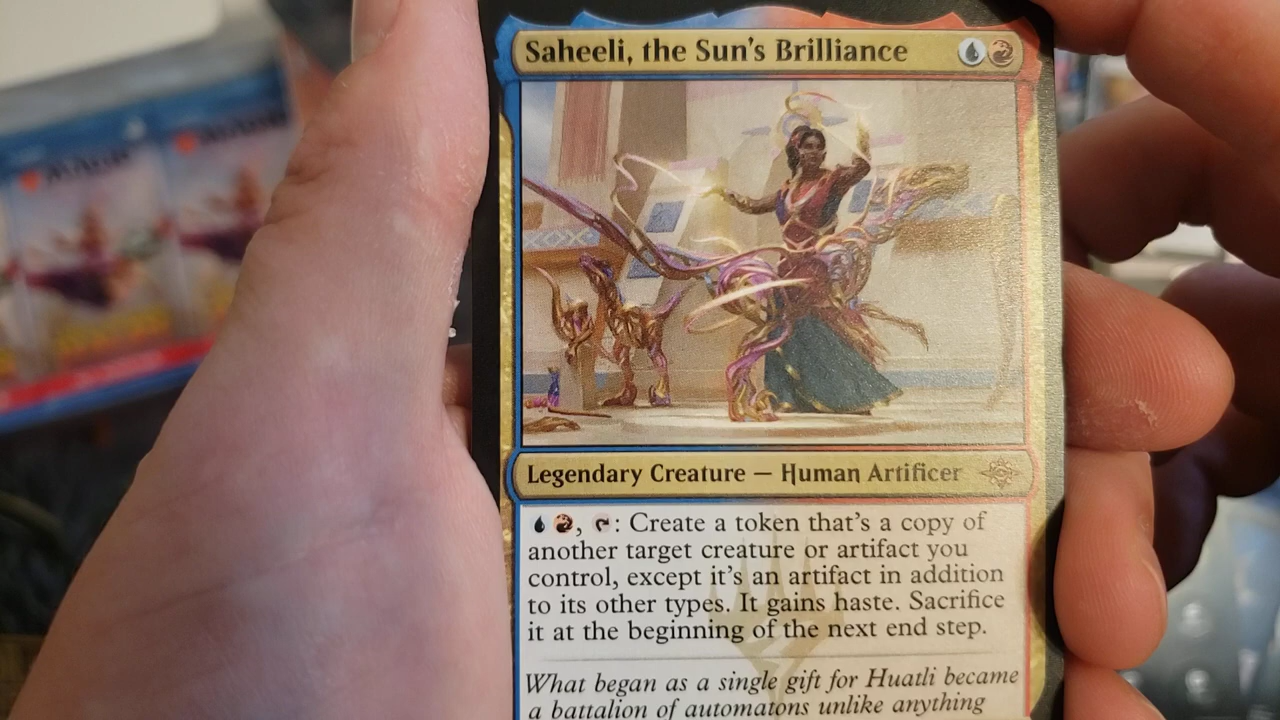 Saheeli, the Sun's Brilliance
Legendary Creature — Human Artificer
: Create a token that's a copy of
another target creature or artifact you
control, except it's an artifact in addition
to its other types. It gains haste. Sacrifice
it at the beginning of the next end step.
What began as a single gift for Huatli became
a battalion of automatons unlike anything